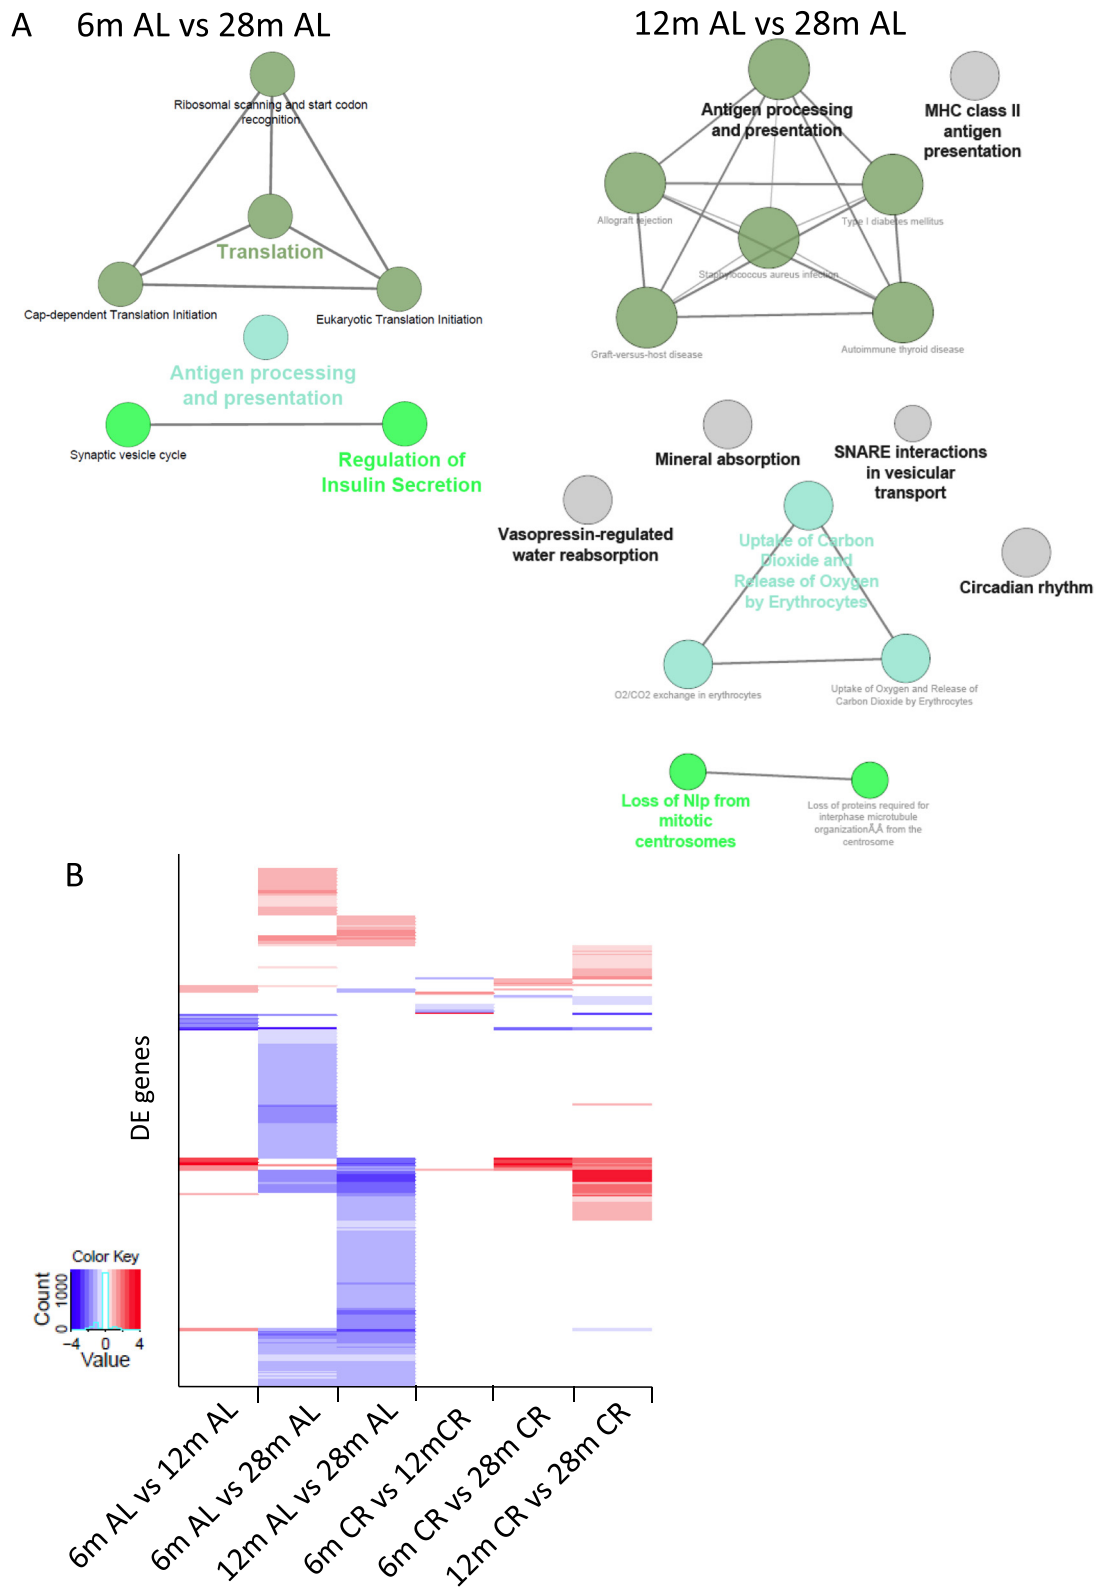 A
6m AL vs 28m AL
Ribosomal scanning and start codon
recognition
Translation
Cap-dependent Translation Initiation
Eukaryotic Translation Initiation
Antigen processing
and presentation
Synaptic vesicle cycle
Regulation of
Insulin Secretion
12m AL vs 28m AL
Antigen processing
and presentation
MHC class II
antigen
presentation
Allograft rejection
Type I diabetes mellitus
Staphylococcus aureus infection
Graft-versus-host disease
Autoimmune thyroid disease
Mineral absorption
SNARE interactions
in vesicular
transport
Vasopressin-regulated
water reabsorption
Uptake of Carbon
Dioxide and
Release of Oxygen
by Erythrocytes
Circadian rhythm
O2/CO2 exchange in erythrocytes
Uptake of Oxygen and Release of
Carbon Dioxide by Erythrocytes
Loss of Nlp from
mitotic
centrosomes
Loss of proteins required for
interphase microtubule
organizationÃÂ from the
centrosome
B
DE genes
Color Key
Count
0 1000
−4 0 4
Value
6m AL vs 12m AL
6m AL vs 28m AL
12m AL vs 28m AL
6m CR vs 12mCR
6m CR vs 28m CR
12m CR vs 28m CR